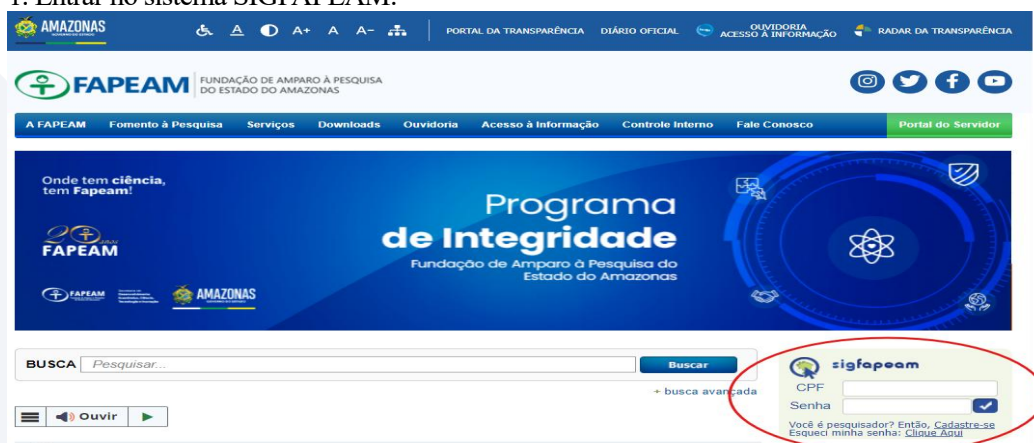 1. Entrar no sistema SIGFAPEAM.
AMAZONAS
A A+ A A- PORTAL DA TRANSPARÊNCIA DIÁRIO OFICIAL OUVIDORIA ACESSO À INFORMAÇÃO RADAR DA TRANSPARÊNCIA
FAPEAM FUNDAÇÃO DE AMPARO À PESQUISA
DO ESTADO DO AMAZONAS
A FAPEAM Fomento à Pesquisa Serviços Downloads Ouvidoria Acesso à Informação Controle Interno Fale Conosco Portal do Servidor
Onde tem ciência,
tem Fapeam!
20 anos
FAPEAM
FAPEAM AMAZONAS
Programa
de Integridade
Fundação de Amparo à Pesquisa do
Estado do Amazonas
BUSCA Pesquisar... Buscar
+ busca avançada
Ouvir
sigfapeam
CPF
Senha
Você é pesquisador? Então, Cadastre-se
Esqueci minha senha: Clique Aqui